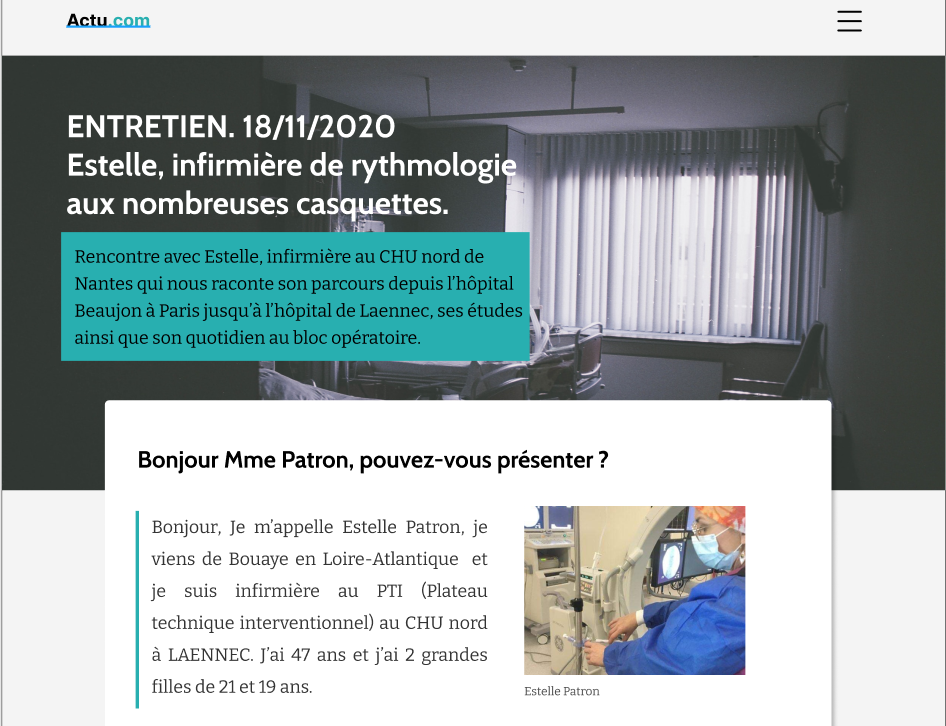 Actu.com
ENTRETIEN. 18/11/2020
Estelle, infirmière de rythmologie
aux nombreuses casquettes.
Rencontre avec Estelle, infirmière au CHU nord de
Nantes qui nous raconte son parcours depuis l'hôpital
Beaujon à Paris jusqu'à l'hôpital de Laennec, ses études
ainsi que son quotidien au bloc opératoire.
Bonjour Mme Patron, pouvez-vous présenter ?
Bonjour, Je m'appelle Estelle Patron, je
viens de Bouaye en Loire-Atlantique et
je suis infirmière au PTI (Plateau
technique interventionnel) au CHU nord
à LAENNEC. J'ai 47 ans et j'ai 2 grandes
filles de 21 et 19 ans.
Estelle Patron